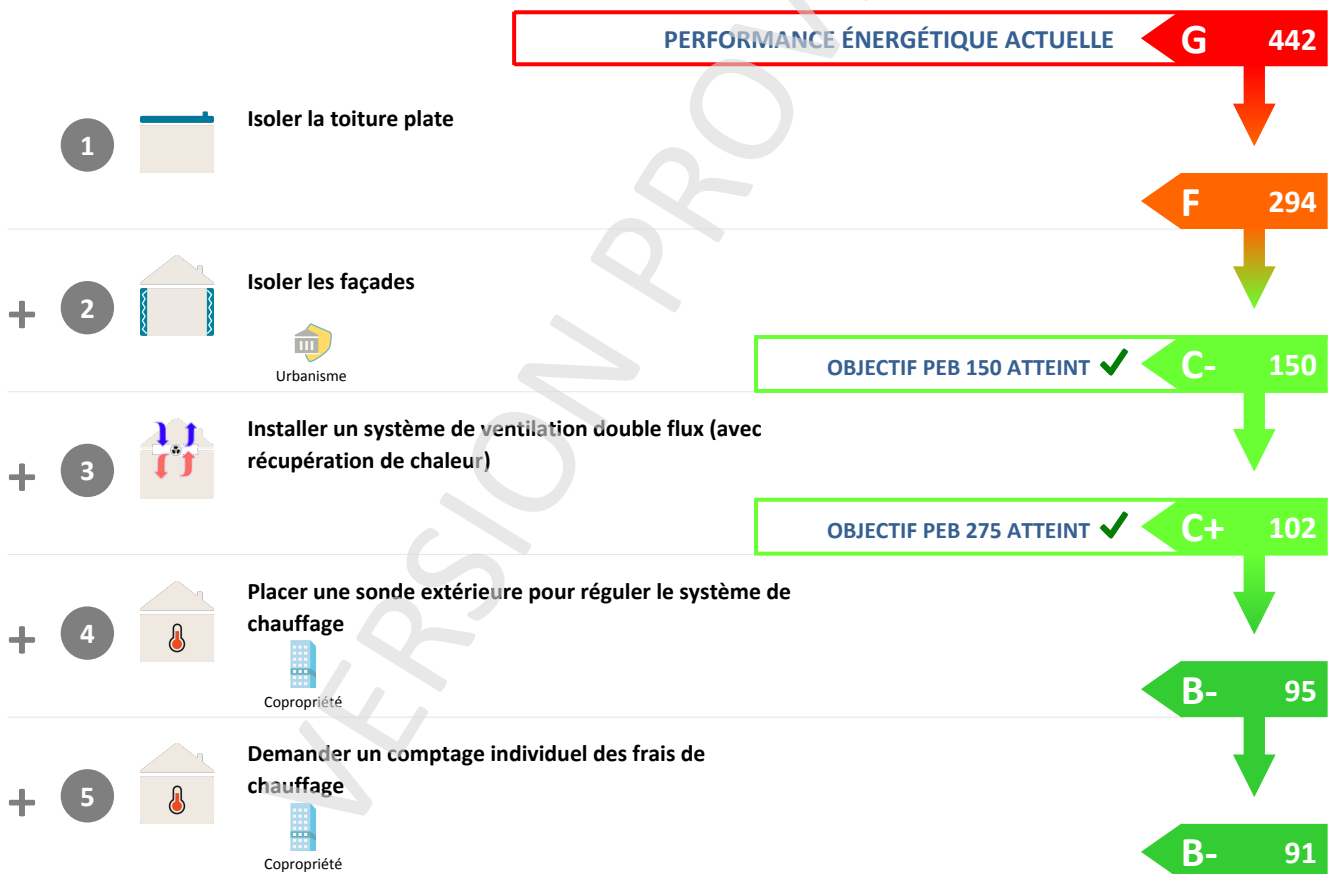 PERFORMANCE ÉNERGÉTIQUE ACTUELLE G 442
1 Isoler la toiture plate
F 294
+ 2 Isoler les façades
Urbanisme
OBJECTIF PEB 150 ATTEINT ✓ C- 150
+ 3 Installer un système de ventilation double flux (avec
récupération de chaleur)
OBJECTIF PEB 275 ATTEINT ✓ C+ 102
+ 4 Placer une sonde extérieure pour réguler le système de
chauffage
Copropriété
B- 95
+ 5 Demander un comptage individuel des frais de
chauffage
Copropriété
B- 91
VERSION PROV